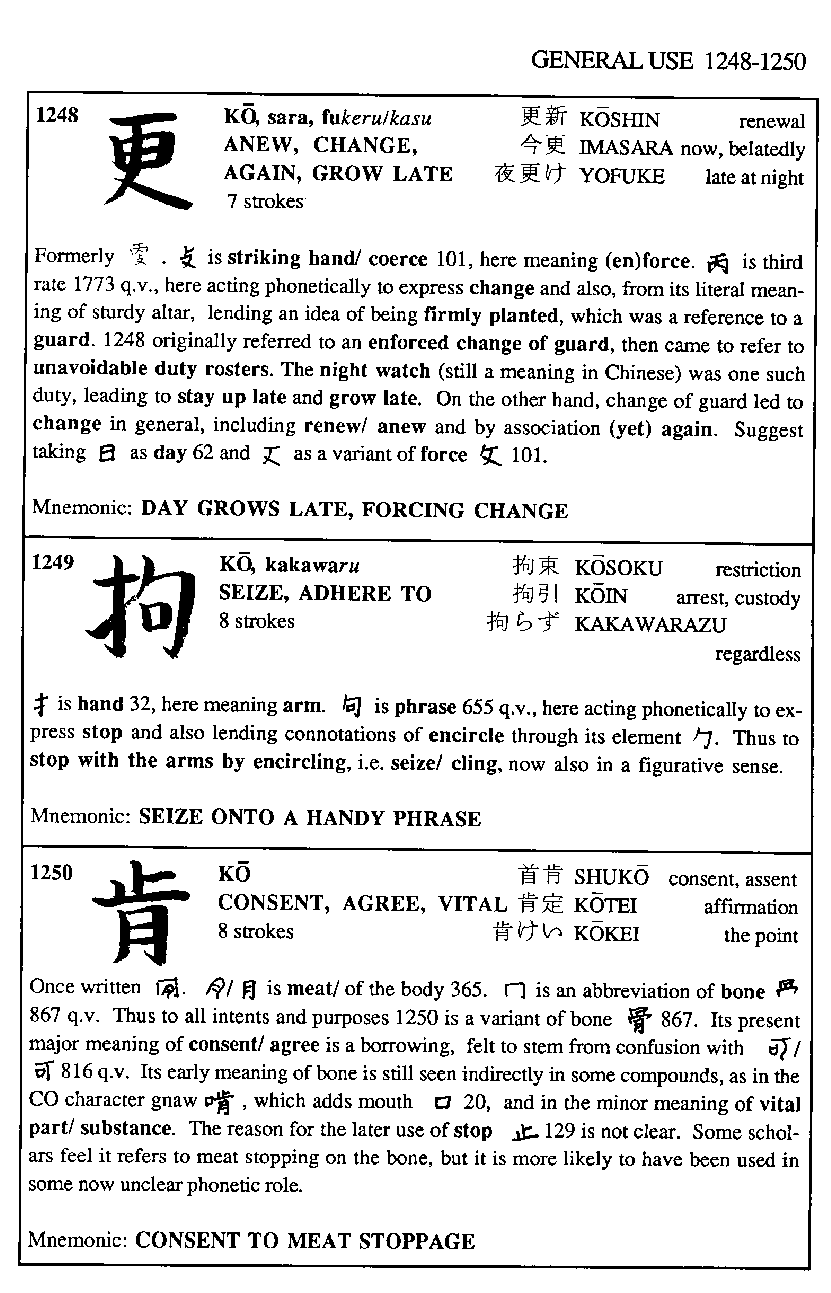 GENERAL USE 1248-1250
1248 更 KŌ, sara, fukeru/kasu 更新 KŌSHIN renewal
ANEW, CHANGE, 今更 IMASARA now, belatedly
AGAIN, GROW LATE 夜更け YOFUKE late at night
7 strokes
Formerly . is striking hand/ coerce 101, here meaning (en)force. 丙 is third
rate 1773 q.v., here acting phonetically to express change and also, from its literal mean-
ing of sturdy altar, lending an idea of being firmly planted, which was a reference to a
guard. 1248 originally referred to an enforced change of guard, then came to refer to
unavoidable duty rosters. The night watch (still a meaning in Chinese) was one such
duty, leading to stay up late and grow late. On the other hand, change of guard led to
change in general, including renew/ anew and by association (yet) again. Suggest
taking 日 as day 62 and as a variant of force 攵 101.
Mnemonic: DAY GROWS LATE, FORCING CHANGE
1249 拘 KŌ, kakawaru 拘束 KŌSOKU restriction
SEIZE, ADHERE TO 拘引 KŌIN arrest, custody
8 strokes 拘らず KAKAWARAZU
regardless
扌 is hand 32, here meaning arm. 句 is phrase 655 q.v., here acting phonetically to ex-
press stop and also lending connotations of encircle through its element 勹. Thus to
stop with the arms by encircling, i.e. seize/ cling, now also in a figurative sense.
Mnemonic: SEIZE ONTO A HANDY PHRASE
1250 肯 KŌ 首肯 SHUKŌ consent, assent
CONSENT, AGREE, VITAL 肯定 KŌTEI affirmation
8 strokes 肯けい KŌKEI the point
Once written . / 月 is meat/ of the body 365. 冂 is an abbreviation of bone
867 q.v. Thus to all intents and purposes 1250 is a variant of bone 骨 867. Its present
major meaning of consent/ agree is a borrowing, felt to stem from confusion with /
可 816 q.v. Its early meaning of bone is still seen indirectly in some compounds, as in the
CO character gnaw 啃, which adds mouth 口 20, and in the minor meaning of vital
part/ substance. The reason for the later use of stop 止 129 is not clear. Some schol-
ars feel it refers to meat stopping on the bone, but it is more likely to have been used in
some now unclear phonetic role.
Mnemonic: CONSENT TO MEAT STOPPAGE